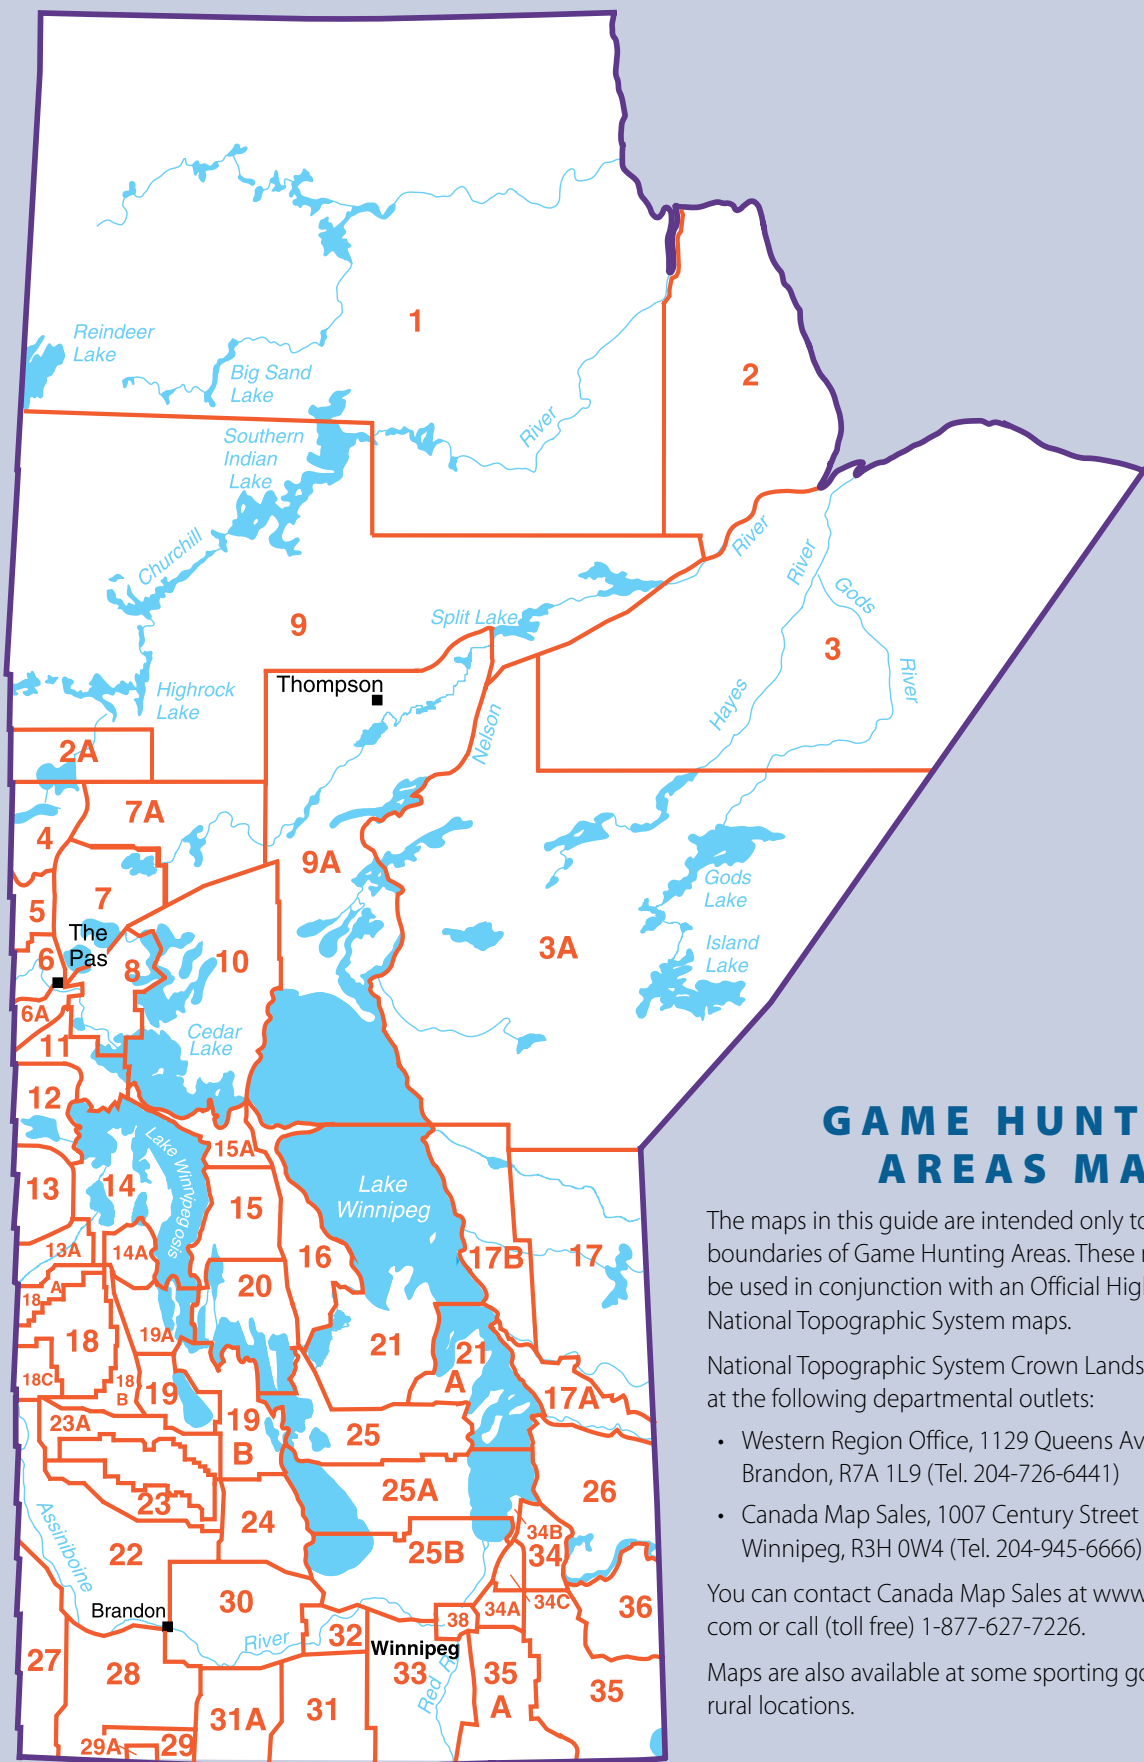 1
Reindeer
Lake
Big Sand
Lake
2
River
Southern
Indian
Lake
Churchill
River
River
Gods
River
9
Split Lake
3
Highrock
Lake
Thompson
Hayes
Nelson
2A
7A
4
9A
7
5
Gods
Lake
The
Pas
6
8
10
3A
Island
Lake
6A
11
Cedar
Lake
12
Lake Winnipegosis
15A
13
14
15
Lake
Winnipeg
13A
14A
16
17B
17
18
A
20
18
19A
21
21
A
18C
18
B
19
17A
23A
19
B
25
23
25A
26
24
34B
Assiniboine
22
25B
34
30
34A
34C
36
Brandon
38
River
32
Winnipeg
27
28
33
Red R
35
A
35
31A
31
29A
29
GAME HUNT
AREAS MA
The maps in this guide are intended only to
boundaries of Game Hunting Areas. These
be used in conjunction with an Official Hig
National Topographic System maps.
National Topographic System Crown Lands
at the following departmental outlets:
• Western Region Office, 1129 Queens Av
Brandon, R7A 1L9 (Tel. 204-726-6441)
• Canada Map Sales, 1007 Century Street
Winnipeg, R3H 0W4 (Tel. 204-945-6666)
You can contact Canada Map Sales at www
com or call (toll free) 1-877-627-7226.
Maps are also available at some sporting go
rural locations.